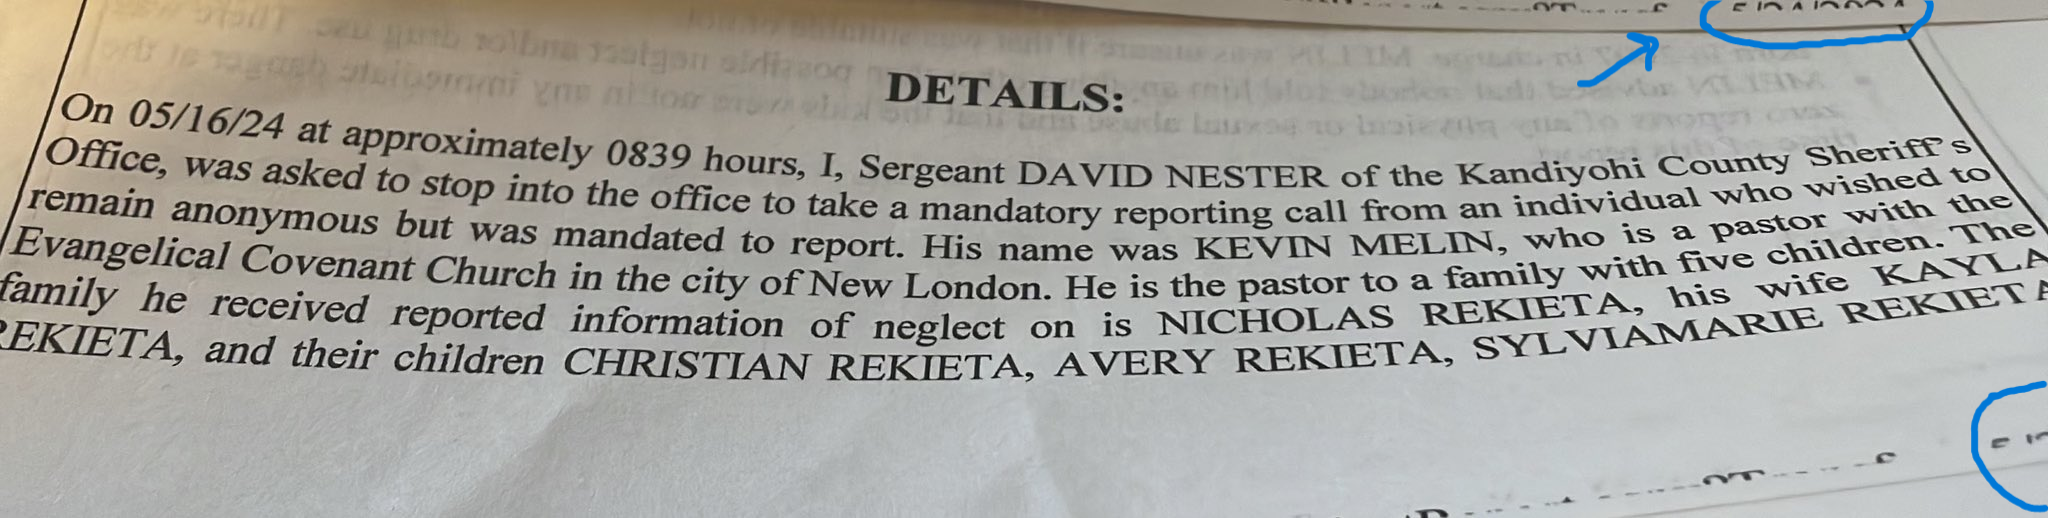 DETAILS:
On 05/16/24 at approximately 0839 hours, I, Sergeant DAVID NESTER of the Kandiyohi County Sheriff's
Office, was asked to stop into the office to take a mandatory reporting call from an individual who wished to
remain anonymous but was mandated to report. His name was KEVIN MELIN, who is a pastor with the
Evangelical Covenant Church in the city of New London. He is the pastor to a family with five children. The
family he received reported information of neglect on is NICHOLAS REKIETA, his wife KAYLA
REKIETA, and their children CHRISTIAN REKIETA, AVERY REKIETA, SYLVIAMARIE REKIETA